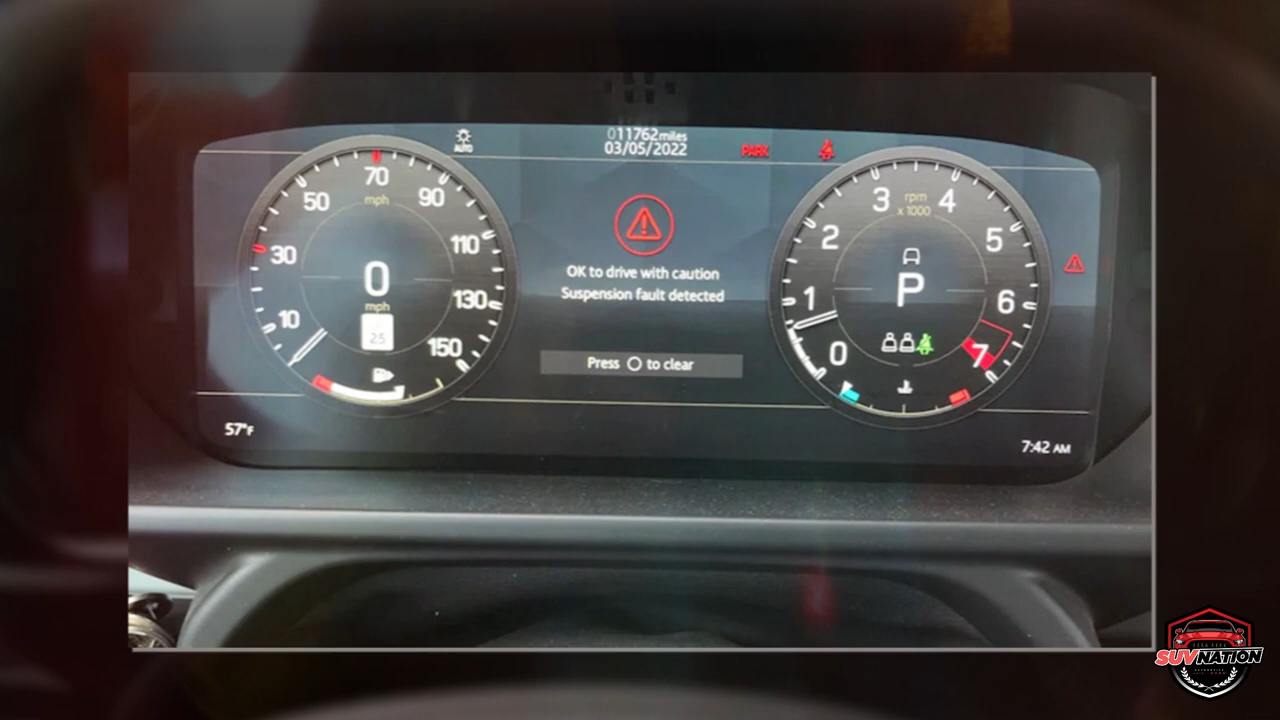 AUTO
011762miles
03/05/2022
PARK
10
30
50
70
90
110
130
150
mph
0
mph
25
OK to drive with caution
Suspension fault detected
Press to clear
0
1
2
3
4
5
6
7
rpm
x 1000
P
57°F
7:42 AM
SUVNATION